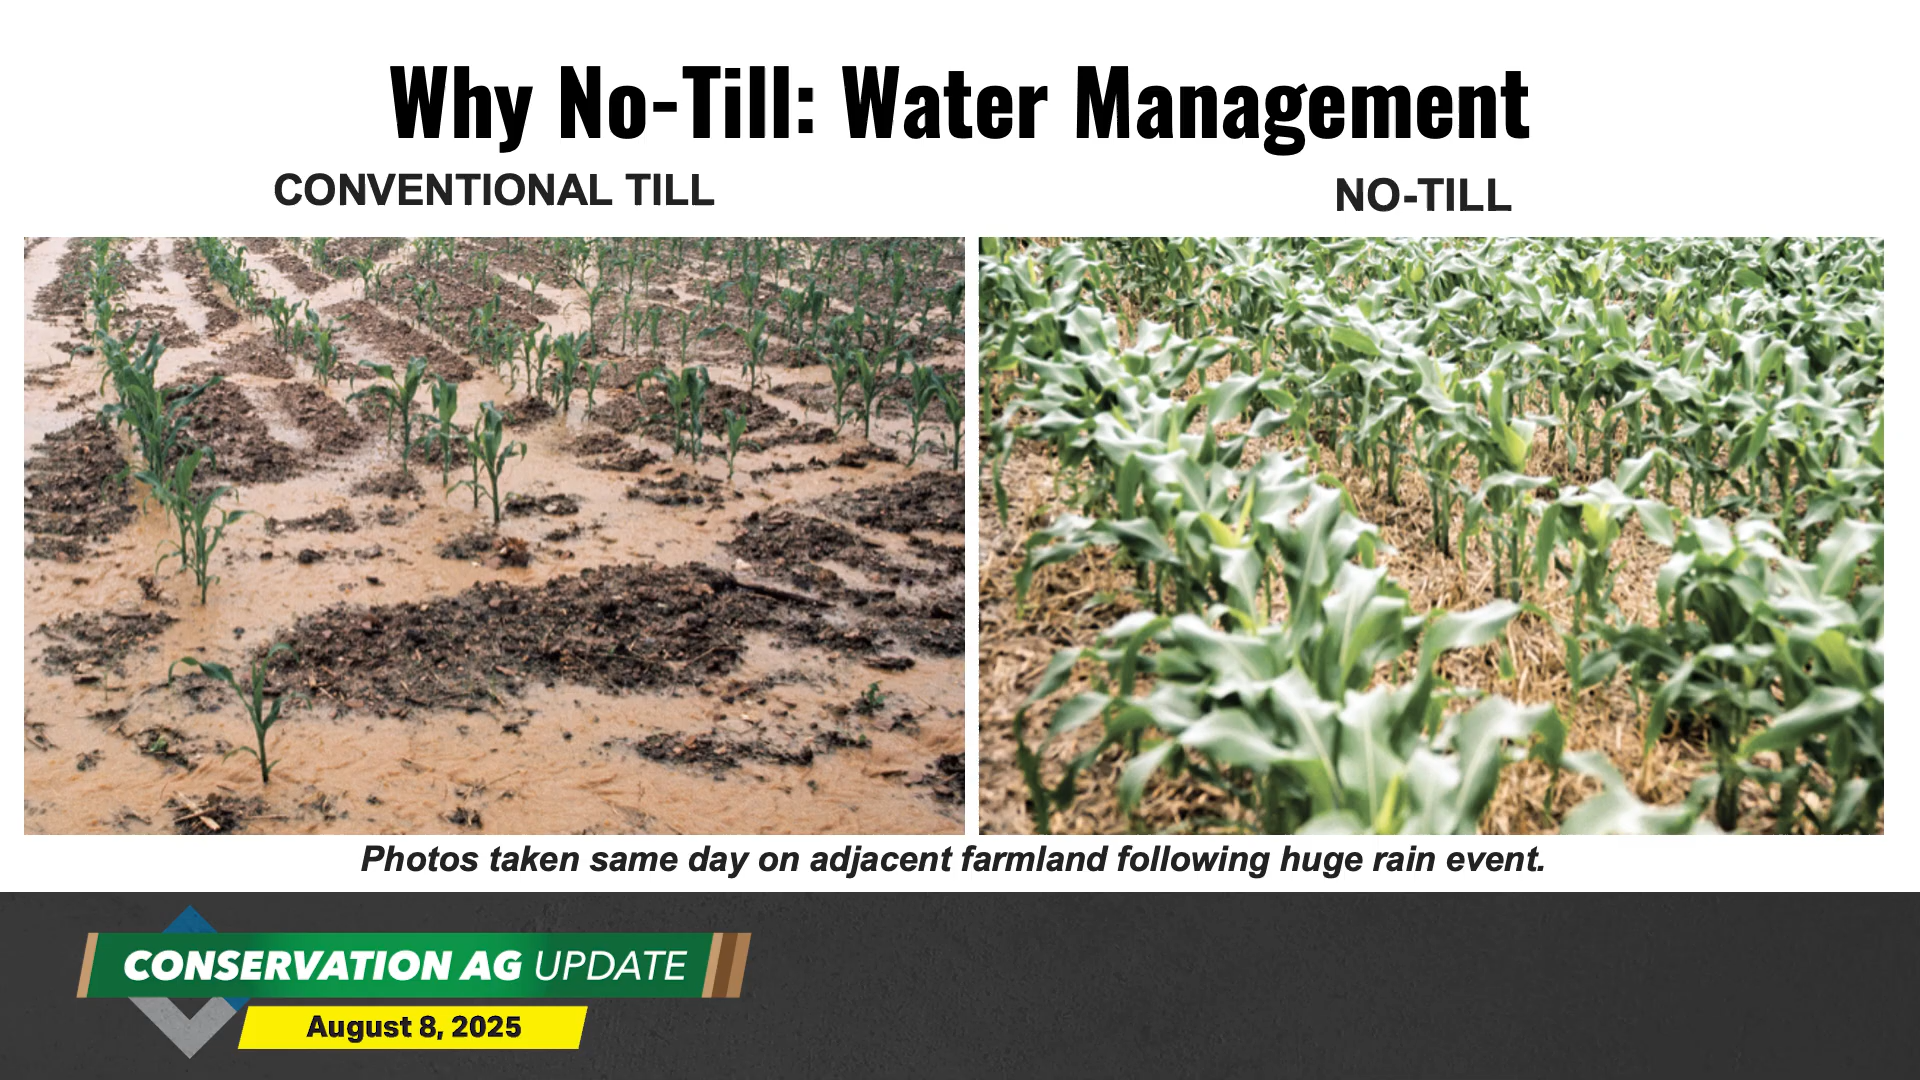 Why No-Till: Water Management
CONVENTIONAL TILL
NO-TILL
Photos taken same day on adjacent farmland following huge rain event.
CONSERVATION AG UPDATE
August 8, 2025